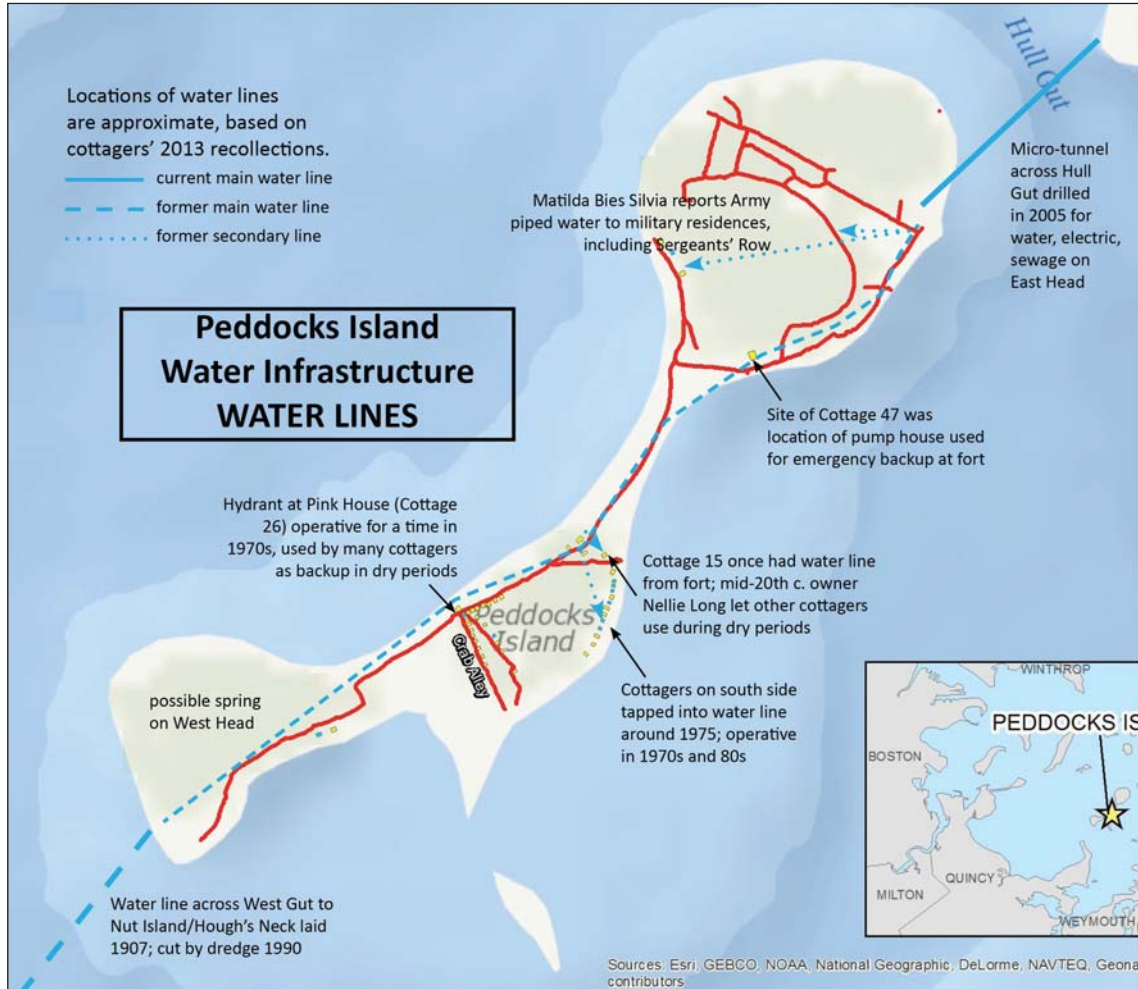 Hull Gut
Locations of water lines
are approximate, based on
cottagers' 2013 recollections.
current main water line
former main water line
former secondary line
Micro-tunnel
across Hull
Gut drilled
in 2005 for
water, electric,
sewage on
East Head
Matilda Bies Silvia reports Army
piped water to military residences,
including Sergeants' Row
Peddocks Island
Water Infrastructure
WATER LINES
Site of Cottage 47 was
location of pump house used
for emergency backup at fort
Hydrant at Pink House (Cottage
26) operative for a time in
1970s, used by many cottagers
as backup in dry periods
Cottage 15 once had water line
from fort; mid-20th c. owner
Nellie Long let other cottagers
use during dry periods
Peddocks
Island
Crab Alley
Cottagers on south side
tapped into water line
around 1975; operative
in 1970s and 80s
possible spring
on West Head
Water line across West Gut to
Nut Island/Hough's Neck laid
1907; cut by dredge 1990
WINTHROP
PEDDOCKS IS
BOSTON
QUINCY
MILTON
WEYMOUTH
Sources: Esri, GEBCO, NOAA, National Geographic, DeLorme, NAVTEQ, Geona
contributors